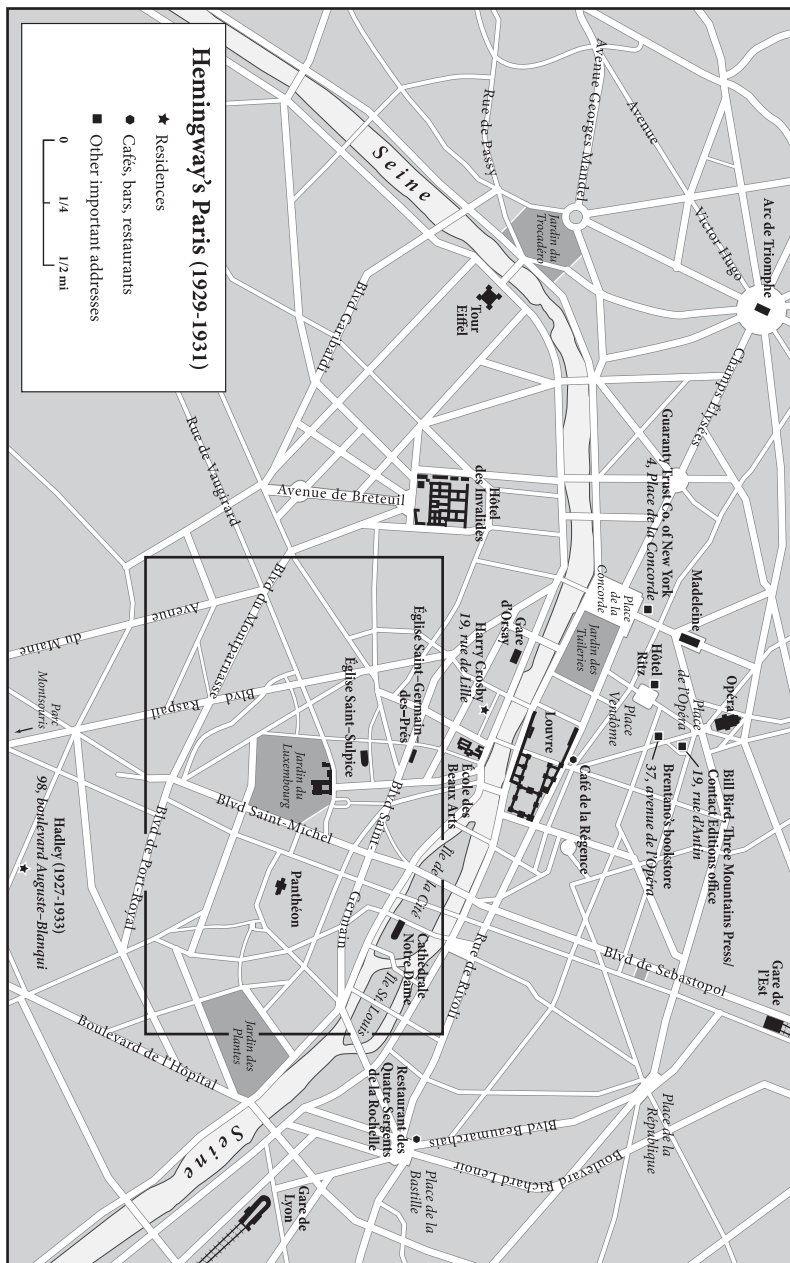 Hemingway's Paris (1929-1931)
Residences
Cafés, bars, restaurants
Other important addresses
0 1/4 1/2 mi
Avenue Georges Mandel
Avenue
Victor Hugo
Rue de Passy
Seine
Jardin du
Trocadéro
Arc de Triomphe
Champs Élysées
Tour
Eiffel
Blvd Garibaldi
Rue de Vaugirard
Avenue de Breteuil
Hôtel
des Invalides
Guaranty Trust Co. of New York
4, Place de la Concorde
Place
de la
Concorde
Madeleine
Hôtel
Ritz
Place
Vendôme
Opéra
Place
de l'Opéra
Bill Bird: Three Mountains Press/
Contact Editions office
19, rue d'Antin
Brentano's bookstore
37, avenue de l'Opéra
Jardin des
Tuileries
Gare
d'Orsay
Harry Crosby
19, rue de Lille
Louvre
Café de la Régence
École des
Beaux Arts
Église Saint-Germain-
des-Prés
Église Saint-Sulpice
Blvd du Montparnasse
Avenue
du Maine
Blvd
Raspail
Parc
Montsouris
Jardin du
Luxembourg
Blvd Saint-Michel
Blvd Saint-
Germain
Panthéon
Blvd de Port-Royal
Hadley (1927-1933)
98, boulevard Auguste-Blanqui
Île de la Cité
Cathédrale
Notre Dame
Île St. Louis
Rue de Rivoli
Blvd de Sebastopol
Gare de
l'Est
Place de la
République
Jardin des
Plantes
Boulevard de l'Hôpital
Restaurant des
Quatre Sergents
de la Rochelle
Blvd Beaumarchais
Boulevard Richard Lenoir
Place de la
Bastille
Seine
Gare de
Lyon